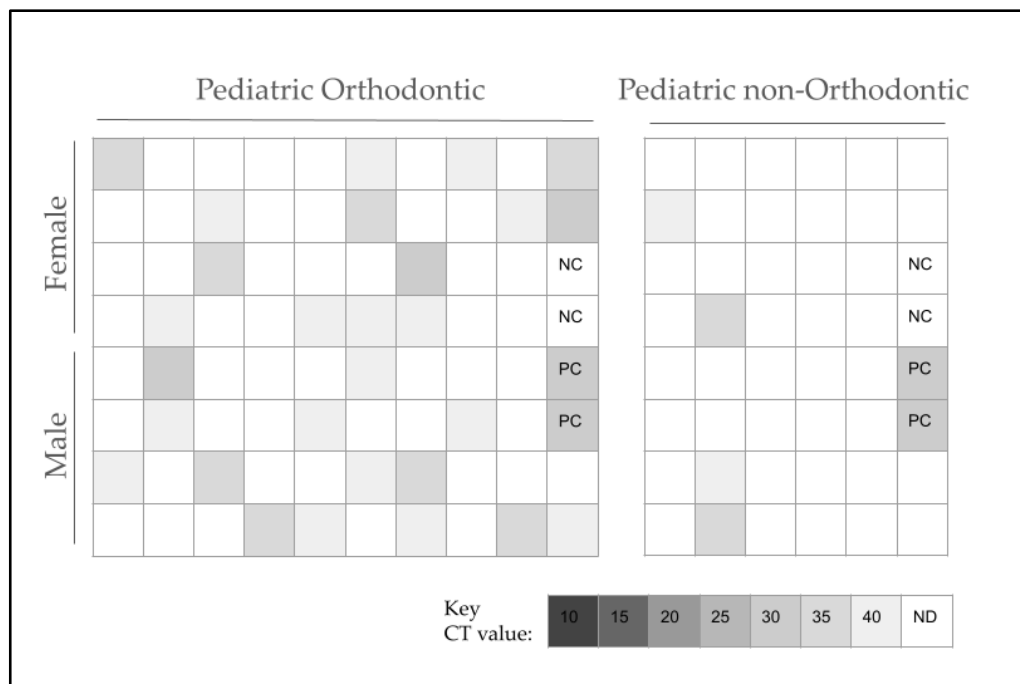 Pediatric Orthodontic
Pediatric non-Orthodontic
Female
NC
NC
NC
NC
Male
PC
PC
PC
PC
Key
CT value:
10 15 20 25 30 35 40 ND